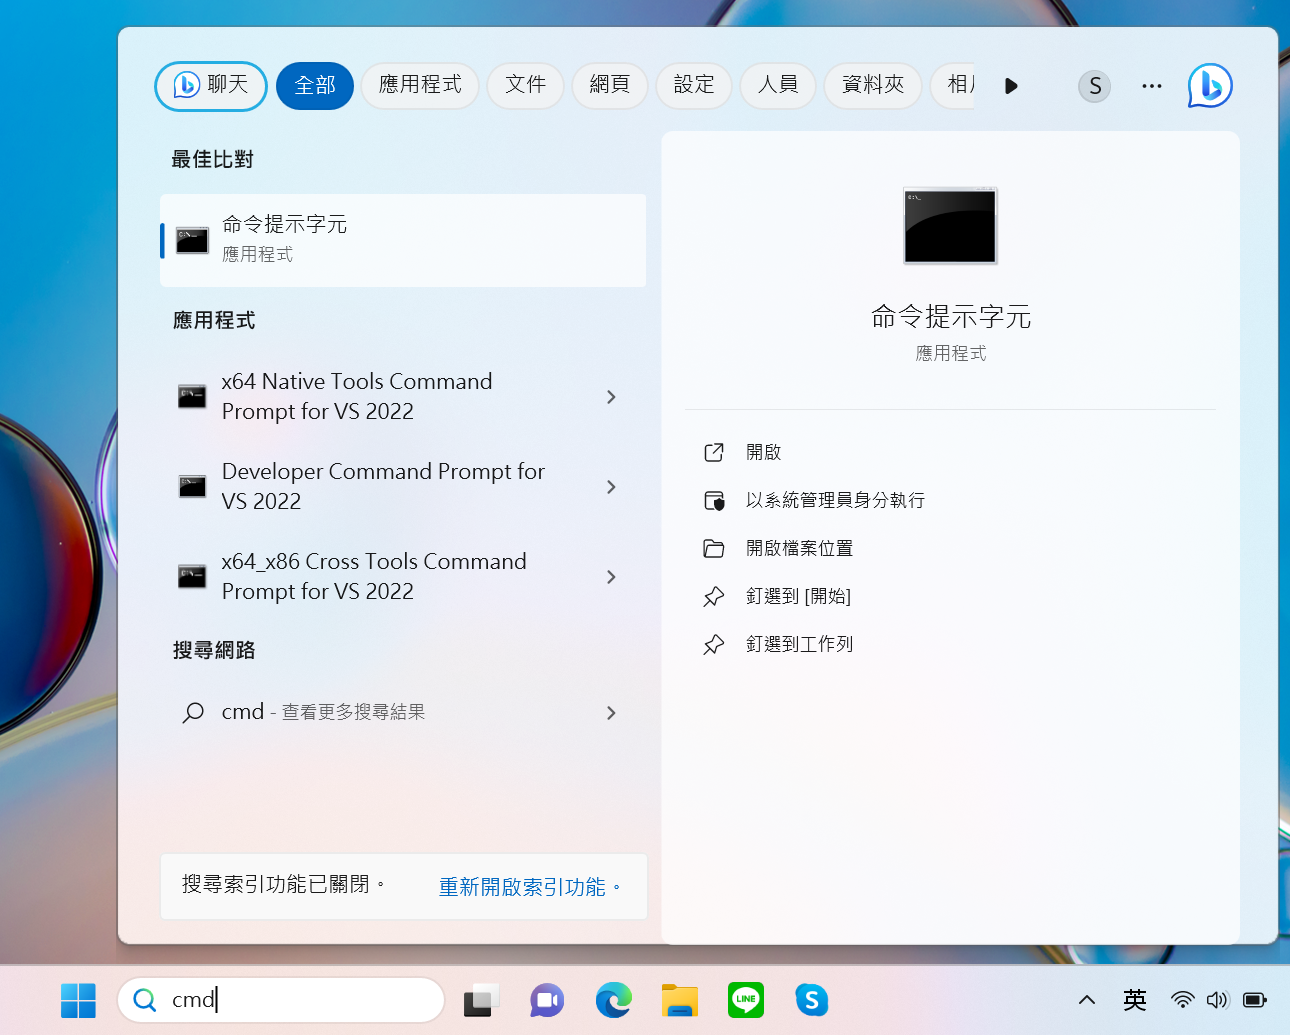 聊天
全部
應用程式
文件
網頁
設定
人員
資料夾
S
最佳比對
命令提示字元
應用程式
應用程式
x64 Native Tools Command
Prompt for VS 2022
Developer Command Prompt for
VS 2022
x64_x86 Cross Tools Command
Prompt for VS 2022
搜尋網路
cmd - 查看更多搜尋結果
搜尋索引功能已關閉。
重新開啟索引功能。
命令提示字元
應用程式
開啟
以系統管理員身分執行
開啟檔案位置
釘選到 [開始]
釘選到工作列
cmd
LINE
英